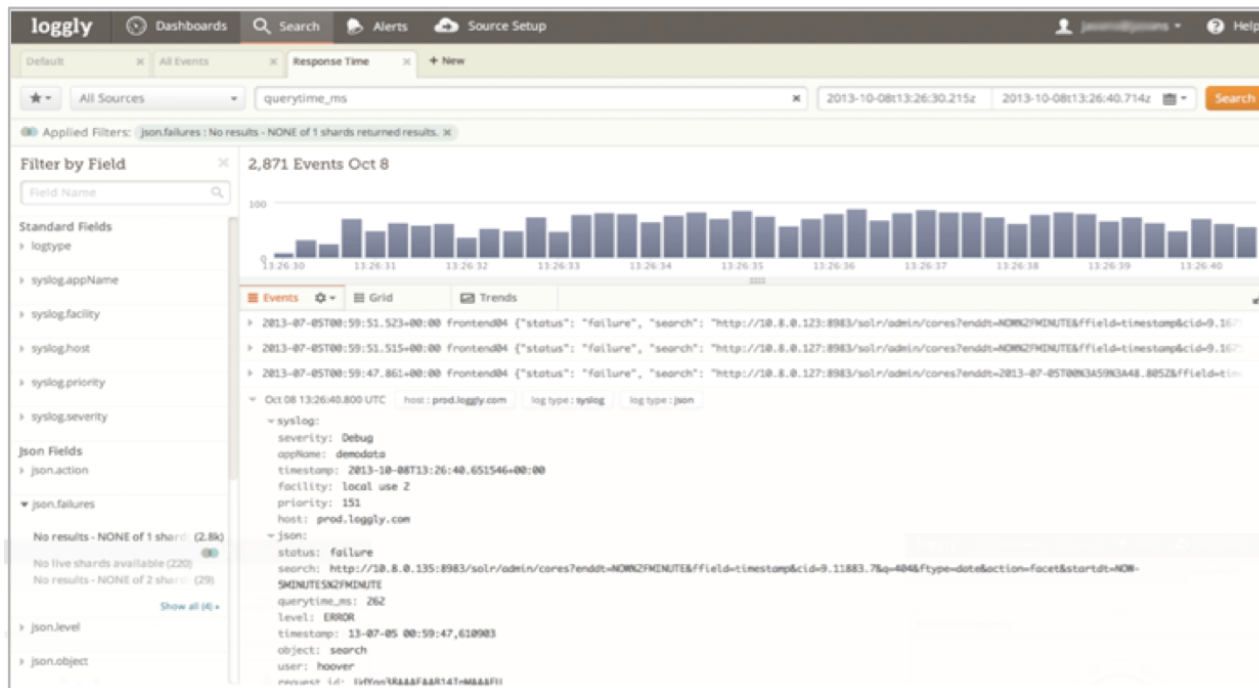 loggly Dashboards Search Alerts Source Setup Help
Default × All Events × Response Time × + New
All Sources querytime_ms × 2013-10-08t13:26:30.215z 2013-10-08t13:26:40.714z Search
Applied Filters: json.failures : No results - NONE of 1 shards returned results. ×
Filter by Field ×
Field Name
Standard Fields
logtype
syslog.appName
syslog.facility
syslog.host
syslog.priority
syslog.severity
Json Fields
json.action
json.failures
No results - NONE of 1 shard (2.8k)
No live shards available (220)
No results - NONE of 2 shard (29)
Show all (4) »
json.level
json.object
2,871 Events Oct 8
100
0
13:26:30 13:26:31 13:26:32 13:26:33 13:26:34 13:26:35 13:26:36 13:26:37 13:26:38 13:26:39 13:26:40
Events Grid Trends
2013-07-05T00:59:51.523+00:00 frontend04 {"status": "failure", "search": "http://10.8.0.123:8983/solr/admin/cores?enddt=NOW%2FMINUTE&ffield=timestamp&cid=9.167
2013-07-05T00:59:51.515+00:00 frontend04 {"status": "failure", "search": "http://10.8.0.127:8983/solr/admin/cores?enddt=NOW%2FMINUTE&ffield=timestamp&cid=9.167
2013-07-05T00:59:47.861+00:00 frontend04 {"status": "failure", "search": "http://10.8.0.127:8983/solr/admin/cores?enddt=2013-07-05T00%3A59%3A48.805Z&ffield=tim
Oct 08 13:26:40.800 UTC host : prod.loggly.com log type : syslog log type : json
syslog:
severity: Debug
appName: demodata
timestamp: 2013-10-08T13:26:40.651546+00:00
facility: local use 2
priority: 151
host: prod.loggly.com
json:
status: failure
search: http://10.8.0.135:8983/solr/admin/cores?enddt=NOW%2FMINUTE&ffield=timestamp&cid=9.11883.7&q=404&ftype=date&action=facet&startdt=NOW-
5MINUTES%2FMINUTE
querytime_ms: 262
level: ERROR
timestamp: 13-07-05 00:59:47,610903
object: search
user: hoover
request_id: